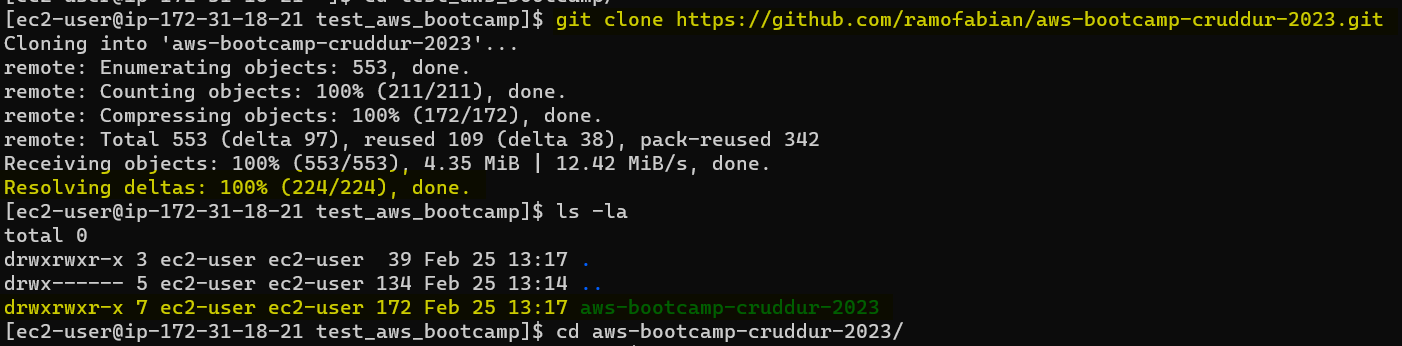 [ec2-user@ip-172-31-18-21 test_aws_bootcamp]$ git clone https://github.com/ramofabian/aws-bootcamp-cruddur-2023.git
Cloning into 'aws-bootcamp-cruddur-2023'...
remote: Enumerating objects: 553, done.
remote: Counting objects: 100% (211/211), done.
remote: Compressing objects: 100% (172/172), done.
remote: Total 553 (delta 97), reused 109 (delta 38), pack-reused 342
Receiving objects: 100% (553/553), 4.35 MiB | 12.42 MiB/s, done.
Resolving deltas: 100% (224/224), done.
[ec2-user@ip-172-31-18-21 test_aws_bootcamp]$ ls -la
total 0
drwxrwxr-x 3 ec2-user ec2-user  39 Feb 25 13:17 .
drwx------ 5 ec2-user ec2-user 134 Feb 25 13:14 ..
drwxrwxr-x 7 ec2-user ec2-user 172 Feb 25 13:17 aws-bootcamp-cruddur-2023
[ec2-user@ip-172-31-18-21 test_aws_bootcamp]$ cd aws-bootcamp-cruddur-2023/